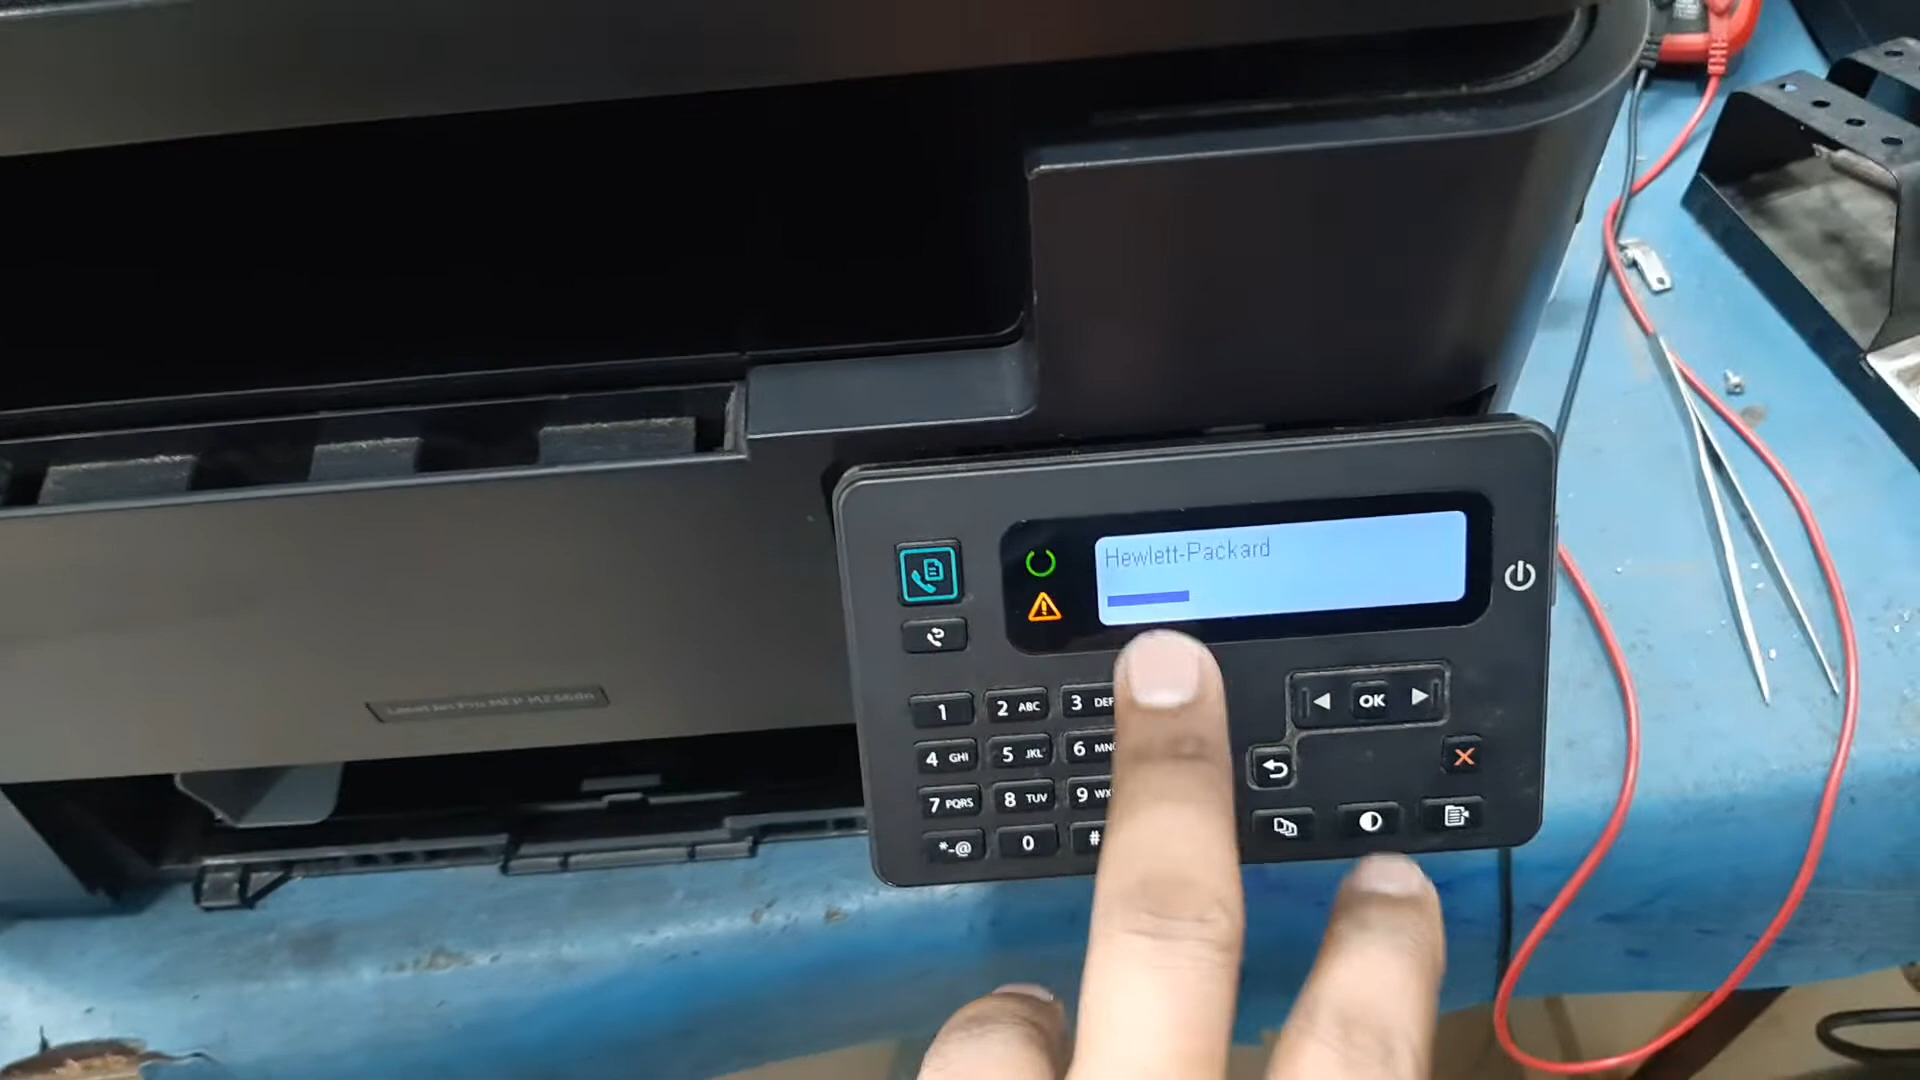 Hewlett-Packard
1
2 ABC
3 DEF
4 GHI
5 JKL
6 MNO
7 PQRS
8 TUV
9 WX
*-@
0
#
OK